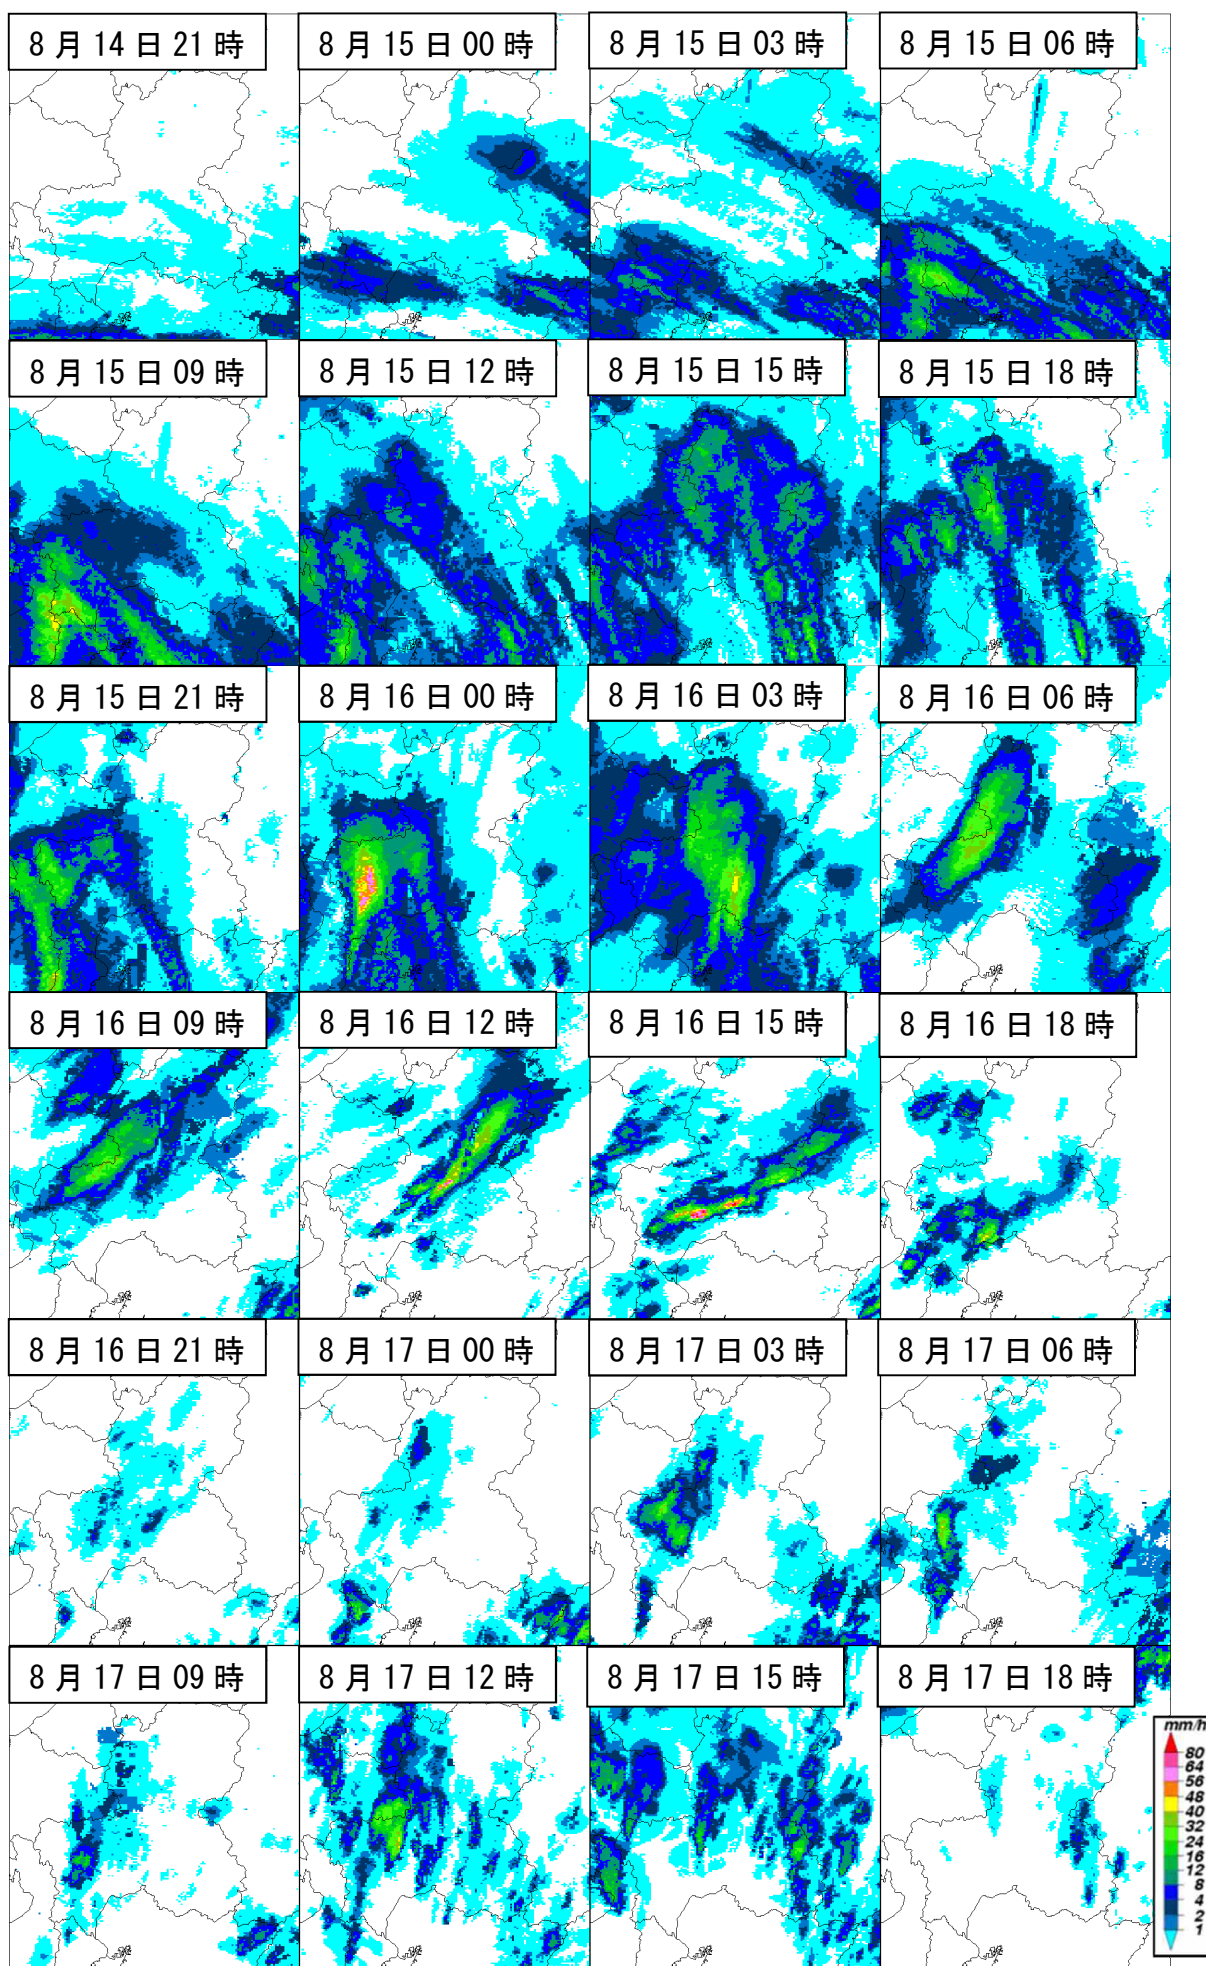 8 月 14 日 21 時
8 月 15 日 00 時
8 月 15 日 03 時
8 月 15 日 06 時
8 月 15 日 09 時
8 月 15 日 12 時
8 月 15 日 15 時
8 月 15 日 18 時
8 月 15 日 21 時
8 月 16 日 00 時
8 月 16 日 03 時
8 月 16 日 06 時
8 月 16 日 09 時
8 月 16 日 12 時
8 月 16 日 15 時
8 月 16 日 18 時
8 月 16 日 21 時
8 月 17 日 00 時
8 月 17 日 03 時
8 月 17 日 06 時
8 月 17 日 09 時
8 月 17 日 12 時
8 月 17 日 15 時
8 月 17 日 18 時
mm/h
80
64
56
48
40
32
24
16
12
8
4
2
1